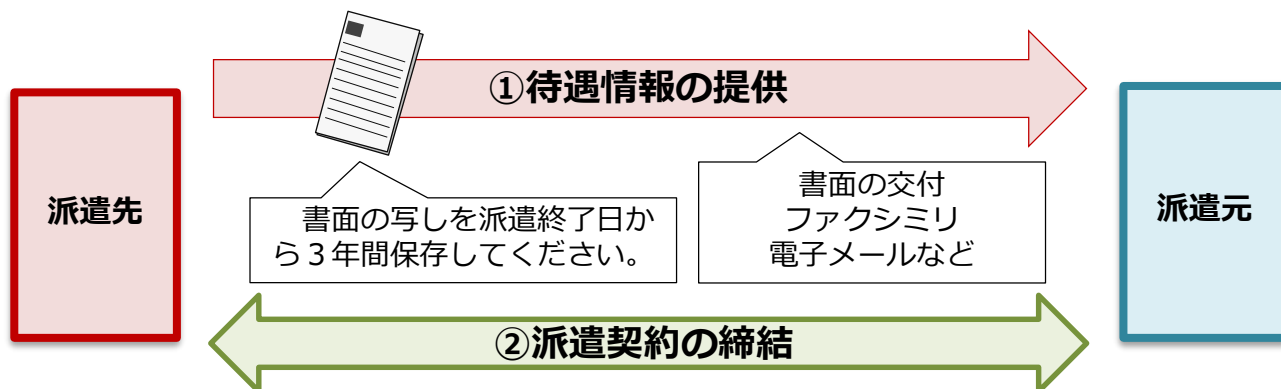 ①待遇情報の提供
派遣先
書面の写しを派遣終了日か
ら３年間保存してください。
書面の交付
ファクシミリ
電子メールなど
派遣元
②派遣契約の締結